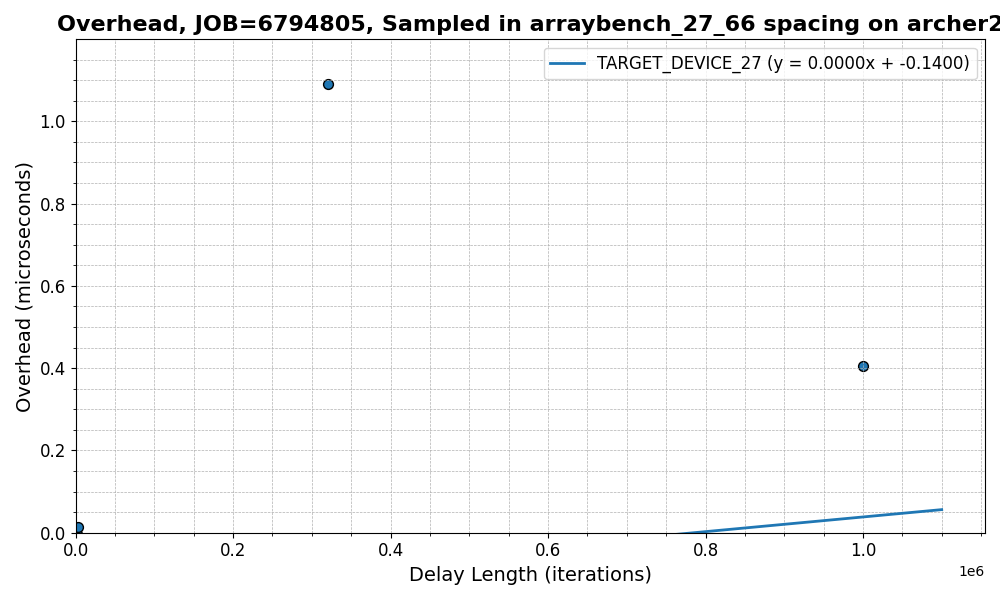 Overhead, JOB=6794805, Sampled in arraybench_27_66 spacing on archer2
TARGET_DEVICE_27 (y = 0.0000x + -0.1400)
Overhead (microseconds)
1.0
0.8
0.6
0.4
0.2
0.0
0.0 0.2 0.4 0.6 0.8 1.0
1e6
Delay Length (iterations)